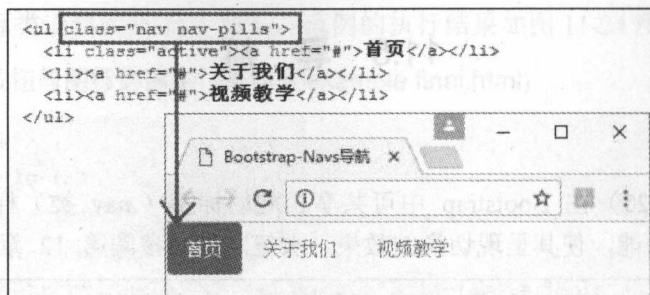 <ul class="nav nav-pills">
<li class="active"><a href="#">首页</a></li>
<li><a href="#">关于我们</a></li>
<li><a href="#">视频教学</a></li>
</ul>
Bootstrap-Navs导航
首页 关于我们 视频教学